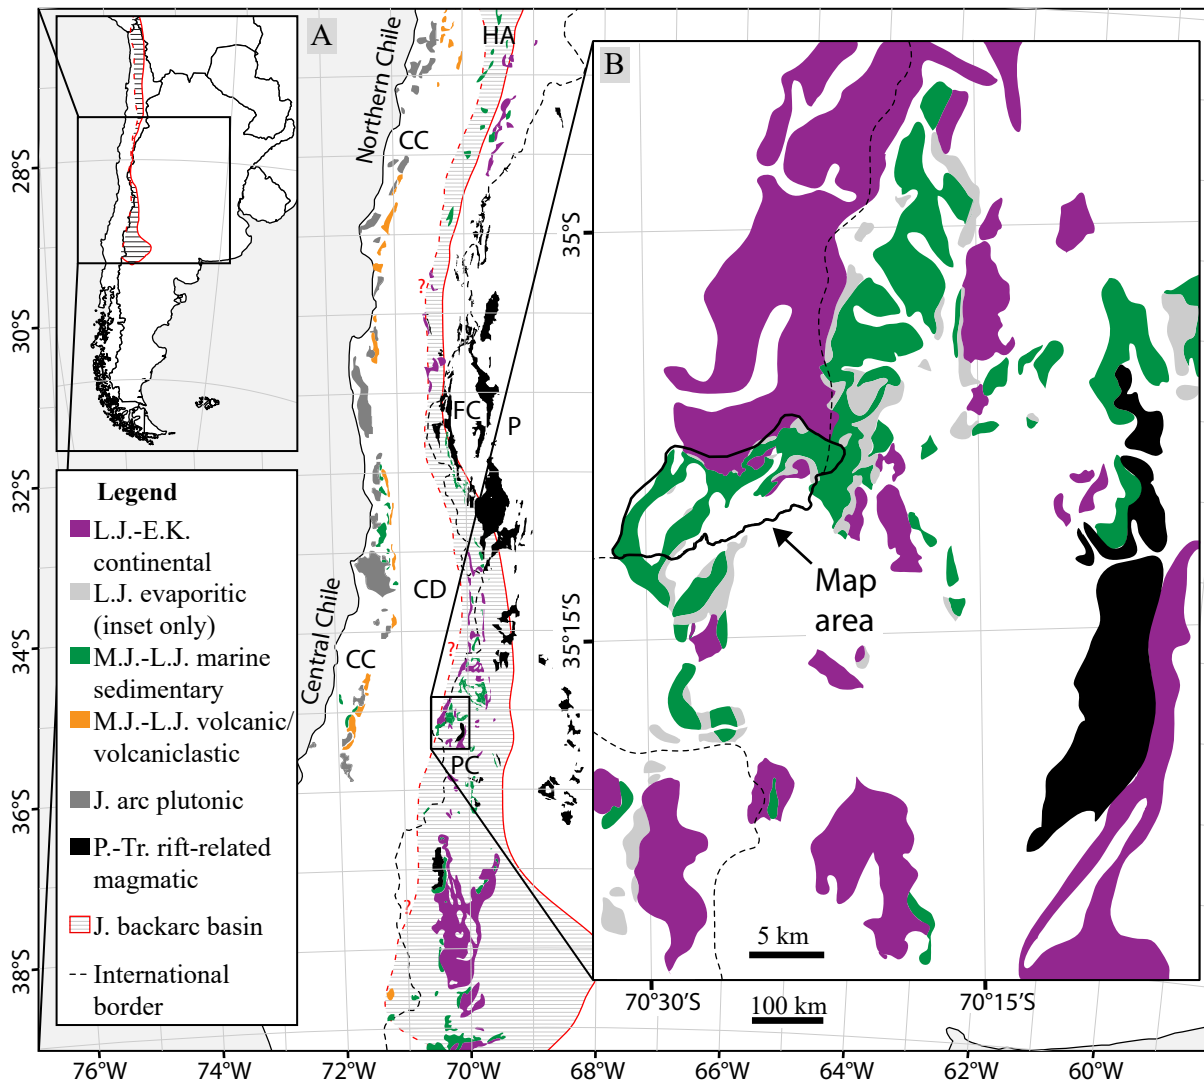 A
HA
Northern Chile
CC
FC
P
CD
CC
Central Chile
PC
?
?
?
B
Map
area
5 km
100 km
Legend
L.J.-E.K.
continental
L.J. evaporitic
(inset only)
M.J.-L.J. marine
sedimentary
M.J.-L.J. volcanic/
volcaniclastic
J. arc plutonic
P.-Tr. rift-related
magmatic
J. backarc basin
International
border
28°S
30°S
32°S
34°S
36°S
38°S
35°S
35°15'S
70°30'S
70°15'S
76°W
74°W
72°W
70°W
68°W
66°W
64°W
62°W
60°W